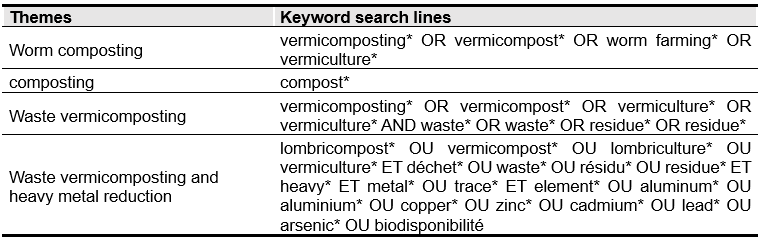 Themes Keyword search lines
Worm composting vermicomposting* OR vermicompost* OR worm farming* OR
vermiculture*
composting compost*
Waste vermicomposting vermicomposting* OR vermicompost* OR vermiculture* OR
vermiculture* AND waste* OR waste* OR residue* OR residue*
Waste vermicomposting and
heavy metal reduction
lombricompost* OU vermicompost* OU lombriculture* OU
vermiculture* ET déchet* OU waste* OU résidu* OU residue* ET
heavy* ET metal* OU trace* ET element* OU aluminum* OU
aluminium* OU copper* OU zinc* OU cadmium* OU lead* OU
arsenic* OU biodisponibilité